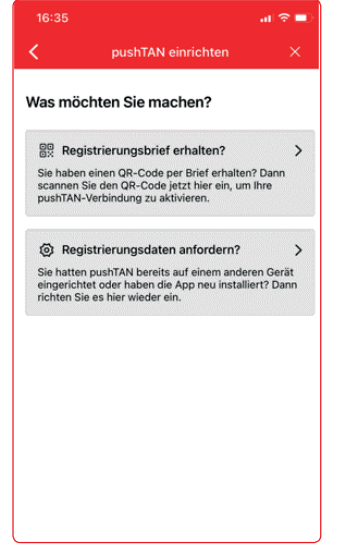 16:35
pushTAN einrichten
Was möchten Sie machen?
Registrierungsbrief erhalten?
Sie haben einen QR-Code per Brief erhalten? Dann
scannen Sie den QR-Code jetzt hier ein, um Ihre
pushTAN-Verbindung zu aktivieren.
Registrierungsdaten anfordern?
Sie hatten pushTAN bereits auf einem anderen Gerät
eingerichtet oder haben die App neu installiert? Dann
richten Sie es hier wieder ein.